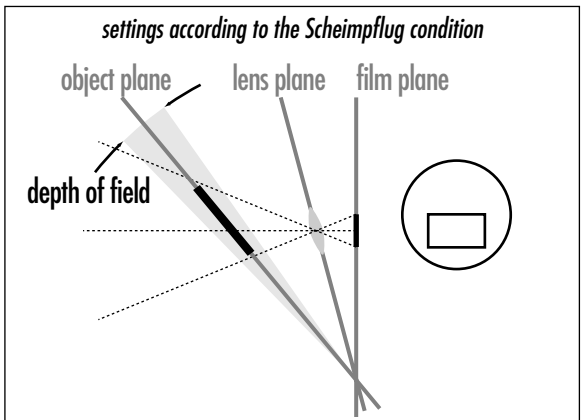 settings according to the Scheimpflug condition
object plane lens plane film plane
depth of field